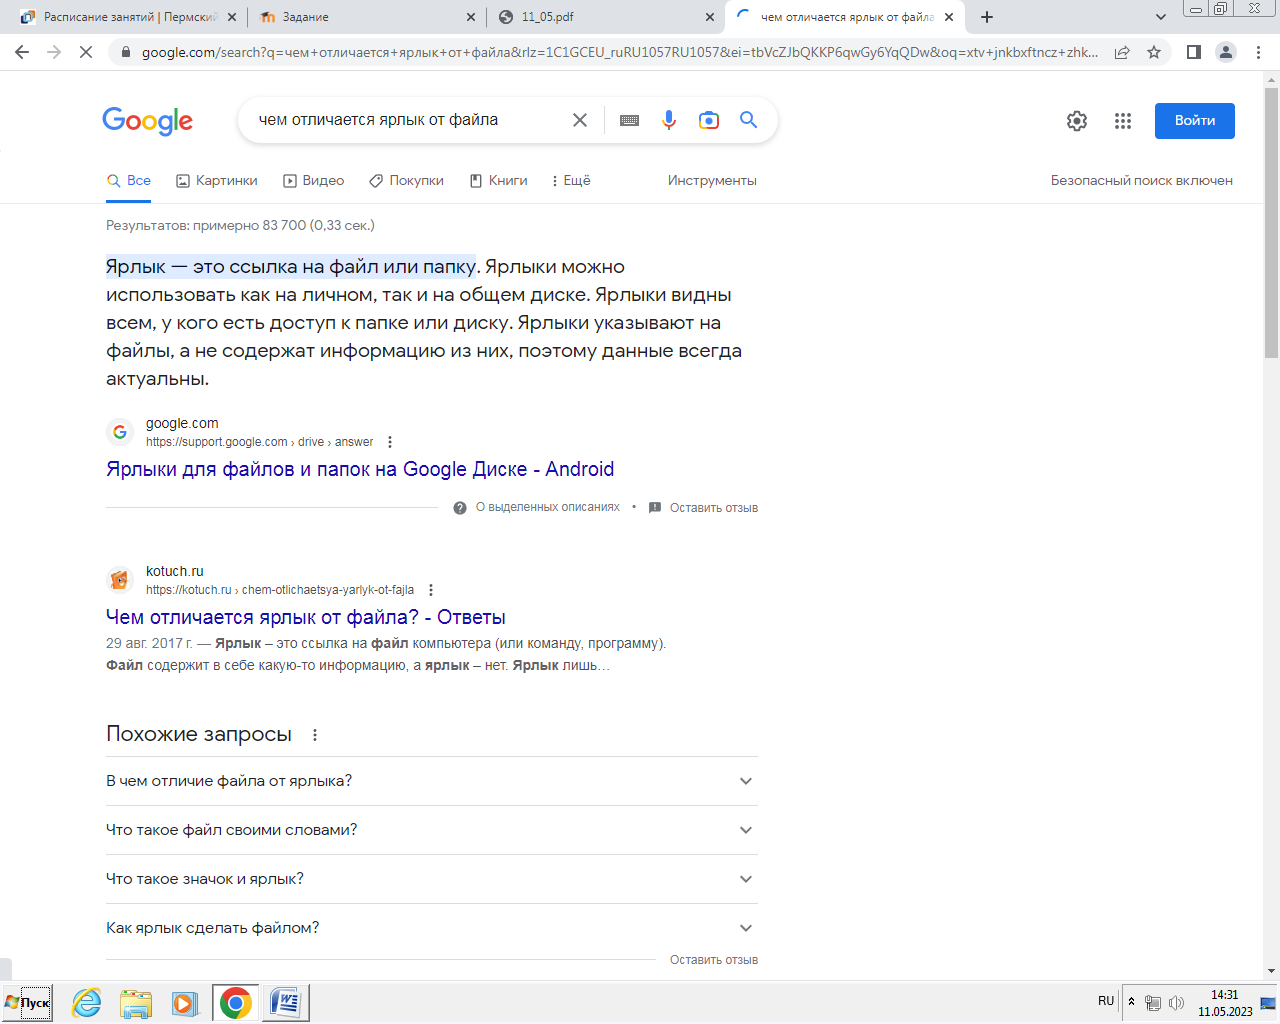 Расписание занятий | Пермский
Задание
11_05.pdf
чем отличается ярлык от файла
google.com/search?q=чем+отличается+ярлык+от+файла&rlz=1C1GCEU_ruRU1057RU1057&ei=tbVcZJbQKKP6qwGy6YqQDw&oq=xtv+jnkbxftncz+zhk...
Google
чем отличается ярлык от файла
Войти
Все
Картинки
Видео
Покупки
Книги
Ещё
Инструменты
Безопасный поиск включен
Результатов: примерно 83 700 (0,33 сек.)
Ярлык — это ссылка на файл или папку. Ярлыки можно
использовать как на личном, так и на общем диске. Ярлыки видны
всем, у кого есть доступ к папке или диску. Ярлыки указывают на
файлы, а не содержат информацию из них, поэтому данные всегда
актуальны.
google.com
https://support.google.com › drive › answer
Ярлыки для файлов и папок на Google Диске - Android
О выделенных описаниях • Оставить отзыв
kotuch.ru
https://kotuch.ru › chem-otlichaetsya-yarlyk-ot-fajla
Чем отличается ярлык от файла? - Ответы
29 авг. 2017 г. — Ярлык – это ссылка на файл компьютера (или команду, программу).
Файл содержит в себе какую-то информацию, а ярлык – нет. Ярлык лишь...
Похожие запросы
В чем отличие файла от ярлыка?
Что такое файл своими словами?
Что такое значок и ярлык?
Как ярлык сделать файлом?
Оставить отзыв
Пуск
RU
14:31
11.05.2023